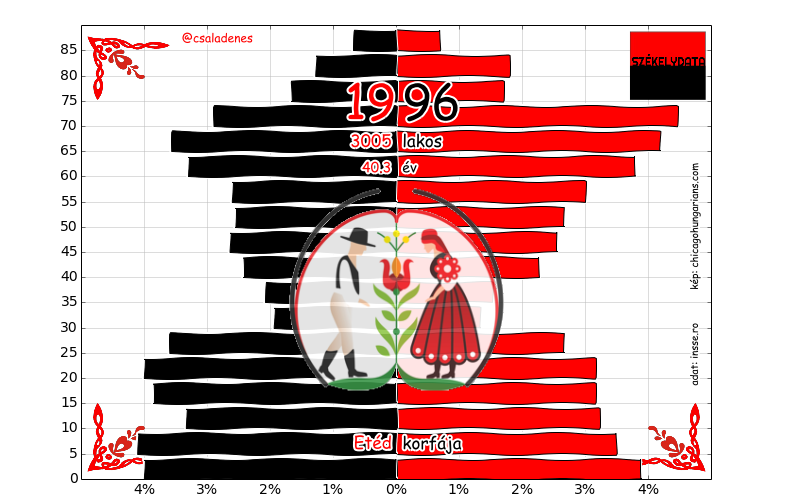 @csaladenes
SZÉKELYDATA
1996
3005 lakos
40.3 év
kép: chicagohungarians.com
adat: insse.ro
Etéd korfája
85
80
75
70
65
60
55
50
45
40
35
30
25
20
15
10
5
0
4% 3% 2% 1% 0% 1% 2% 3% 4%